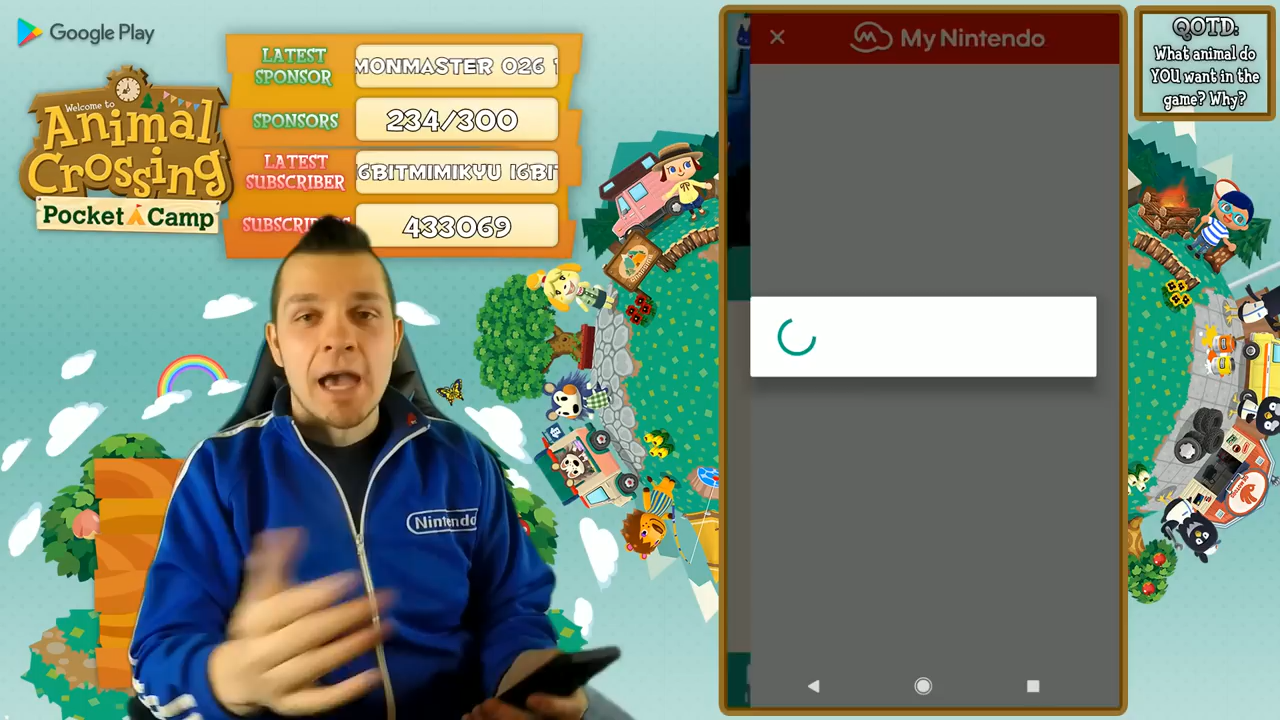 Google Play
Welcome to
Animal
Crossing
Pocket Camp
LATEST
SPONSOR
MONMASTER 026
SPONSORS
234/300
LATEST
SUBSCRIBER
6BITMIMIKYU 16BI
433069
Nintendo
My Nintendo
QOTD:
What animal do
YOU want in the
game? Why?